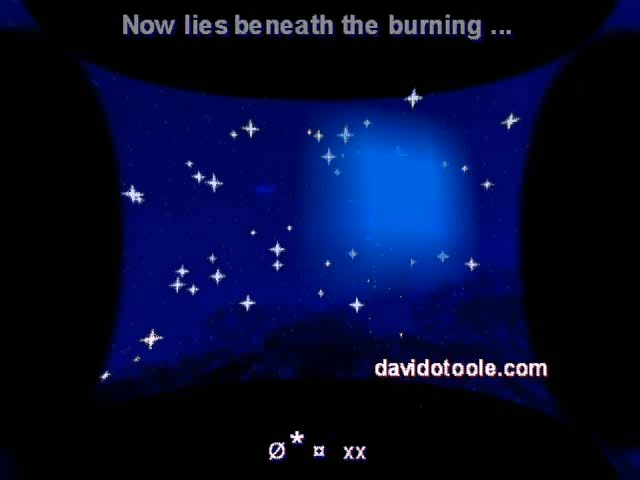 Now lies beneath the burning ...
davidotoole.com
Ø* ¤ xx